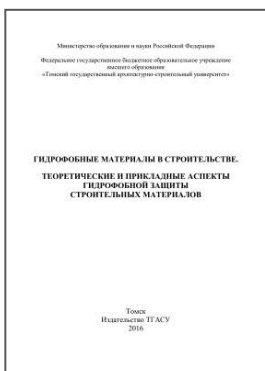 Министерство образования и науки Российской Федерации
Федеральное государственное бюджетное образовательное учреждение
высшего образования
«Томский государственный архитектурно-строительный университет»
ГИДРОФОБНЫЕ МАТЕРИАЛЫ В СТРОИТЕЛЬСТВЕ.
ТЕОРЕТИЧЕСКИЕ И ПРИКЛАДНЫЕ АСПЕКТЫ
ГИДРОФОБНОЙ ЗАЩИТЫ
СТРОИТЕЛЬНЫХ МАТЕРИАЛОВ
Томск
Издательство ТГАСУ
2016